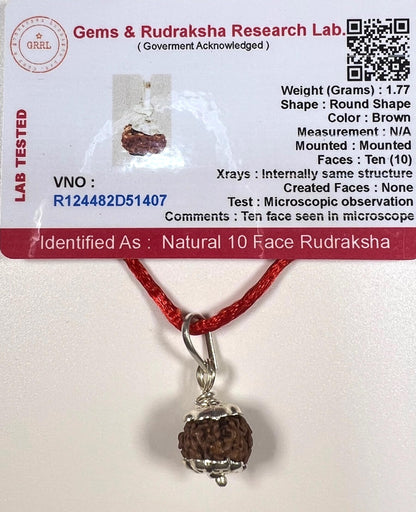 GRRL
Gems & Rudraksha Research Lab.
( Goverment Acknowledged )
LAB TESTED
Weight (Grams) : 1.77
Shape : Round Shape
Color : Brown
Measurement : N/A
Mounted : Mounted
Faces : Ten (10)
Xrays : Internally same structure
Created Faces : None
Test : Microscopic observation
Comments : Ten face seen in microscope
VNO :
R124482D51407
Identified As : Natural 10 Face Rudraksha